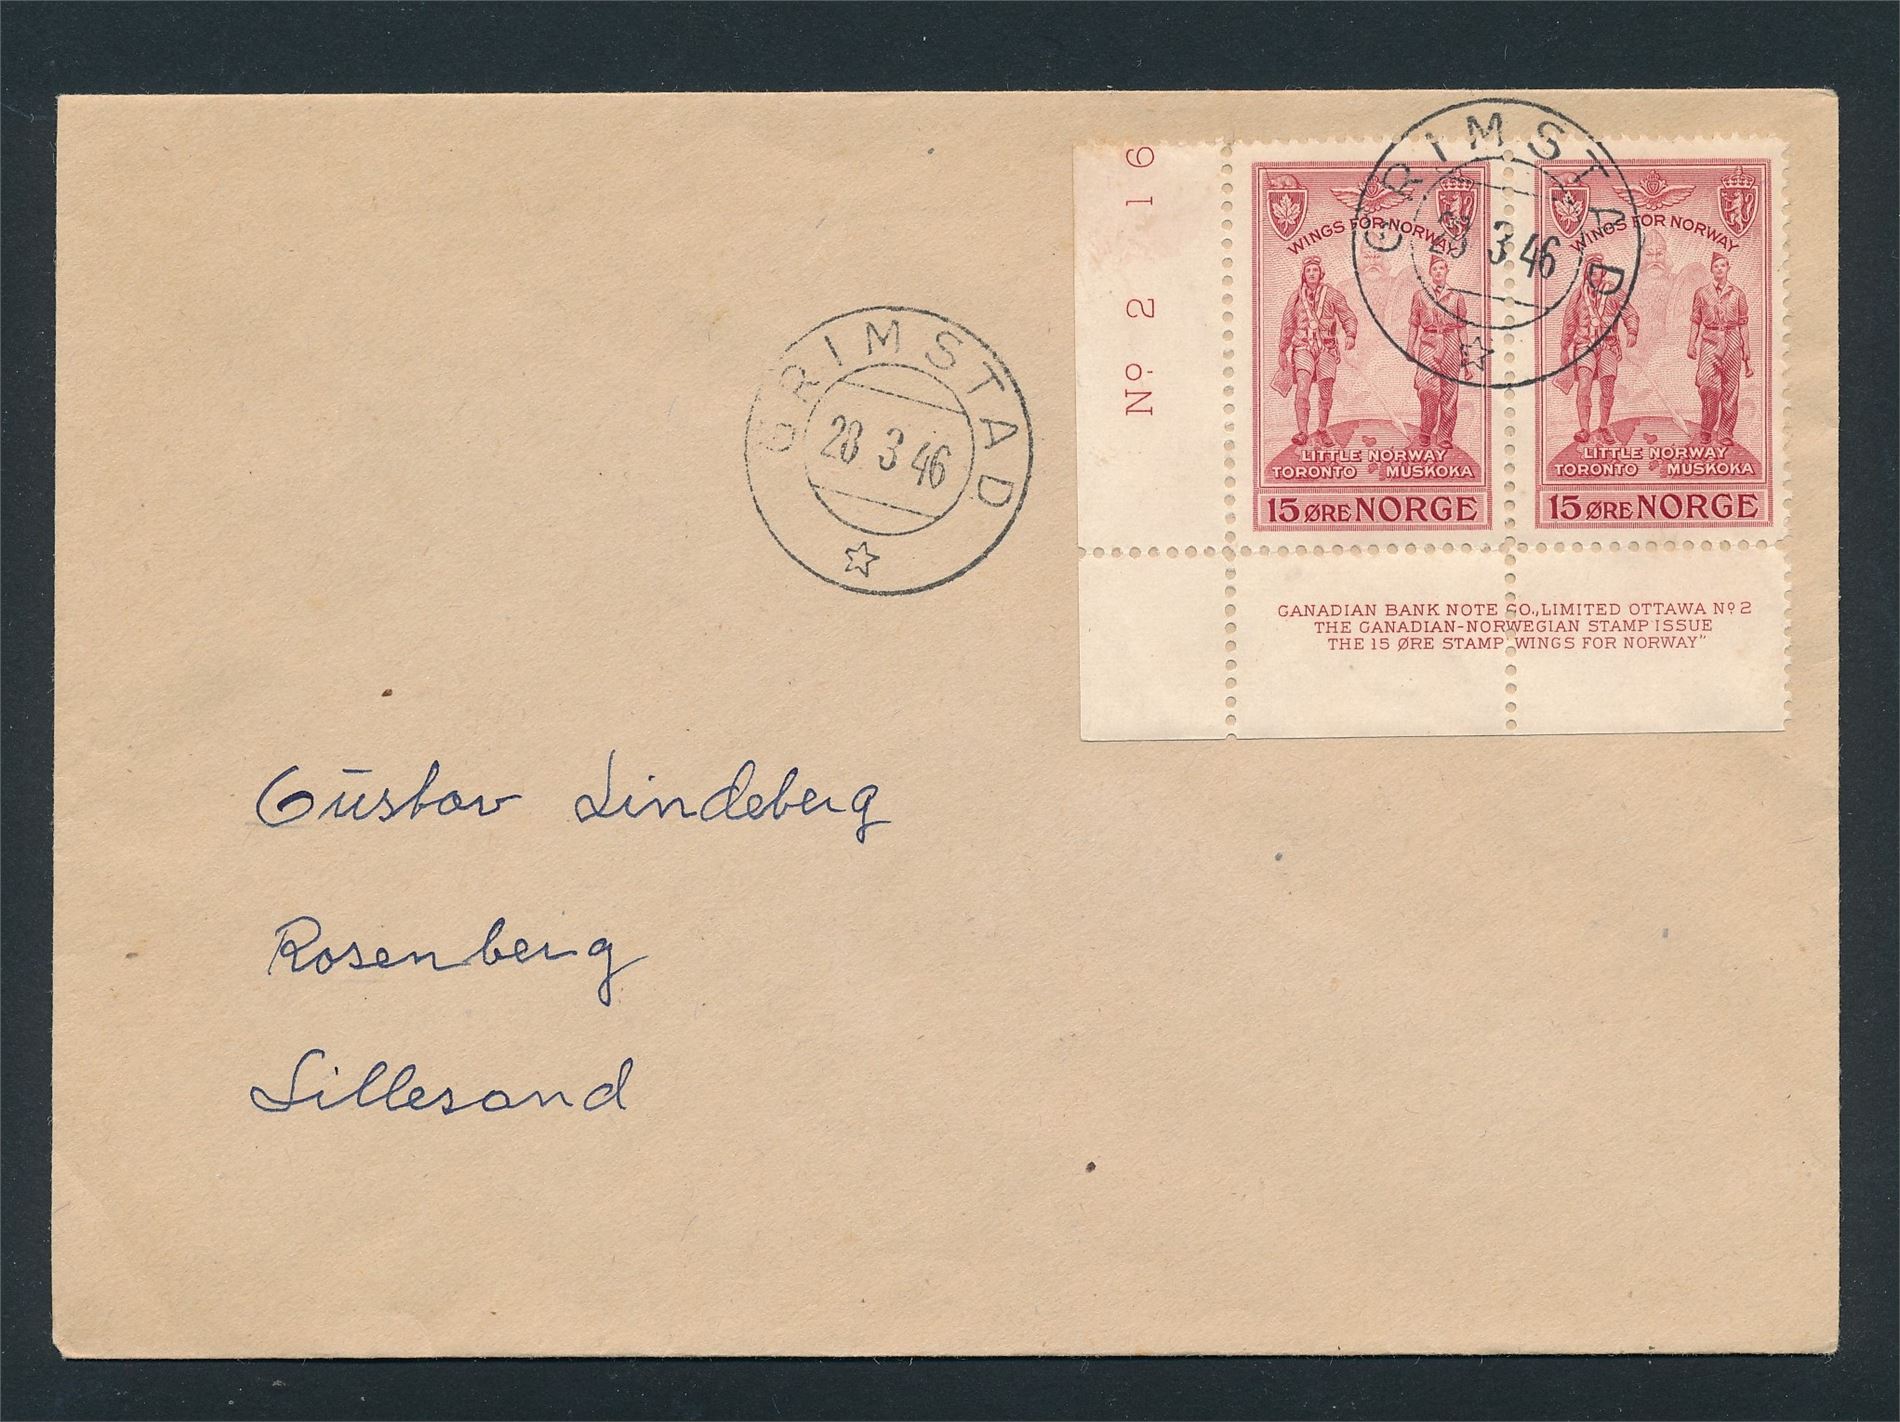 GRIMSTAD
28 3 46
GRIMSTAD
28 3 46
Nº 2 16
WINGS FOR NORWAY
LITTLE NORWAY
TORONTO MUSKOKA
15 ØRE NORGE
WINGS FOR NORWAY
LITTLE NORWAY
TORONTO MUSKOKA
15 ØRE NORGE
CANADIAN BANK NOTE CO., LIMITED OTTAWA Nº 2
THE CANADIAN-NORWEGIAN STAMP ISSUE
THE 15 ØRE STAMP WINGS FOR NORWAY"
Gustav Lindeberg
Rosenberg
Lillesand